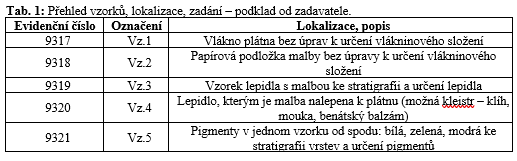 Tab. 1: Přehled vzorků, lokalizace, zadání – podklad od zadavatele.
Evidenční číslo Označení Lokalizace, popis
9317 Vz.1 Vlákno plátna bez úprav k určení vlákninového složení
9318 Vz.2 Papírová podložka malby bez úpravy k určení vlákninového
složení
9319 Vz.3 Vzorek lepidla s malbou ke stratigrafii a určení lepidla
9320 Vz.4 Lepidlo, kterým je malba nalepena k plátnu (možná kleistr – klíh,
mouka, benátský balzám)
9321 Vz.5 Pigmenty v jednom vzorku od spodu: bílá, zelená, modrá ke
stratigrafii vrstev a určení pigmentů